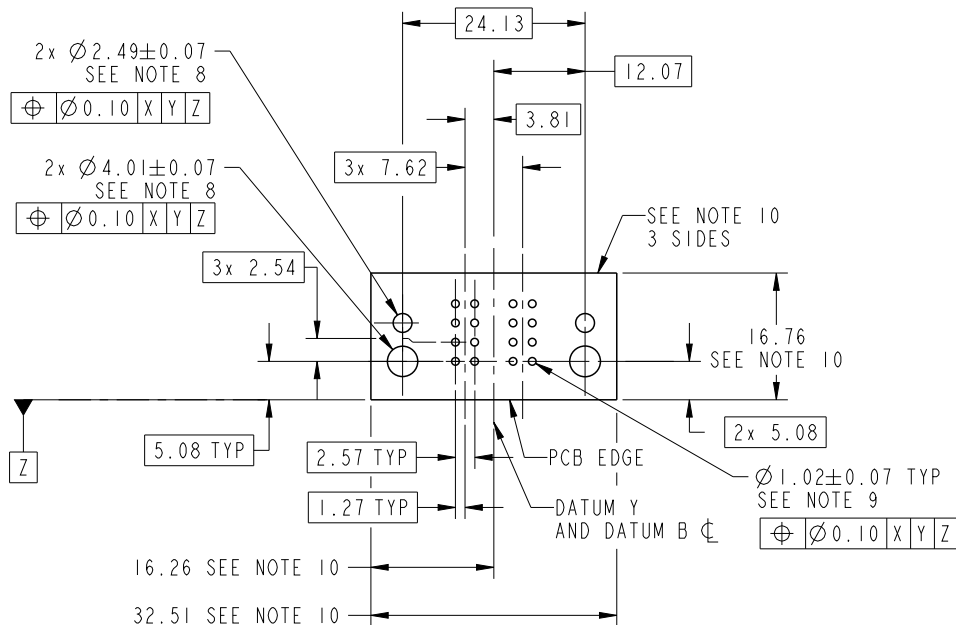 24.13
2x Ø2.49±0.07
SEE NOTE 8
12.07
⌖ Ø0.10 X Y Z
3.81
2x Ø4.01±0.07
3x 7.62
SEE NOTE 8
⌖ Ø0.10 X Y Z
SEE NOTE 10
3 SIDES
3x 2.54
16.76
SEE NOTE 10
5.08 TYP
2x 5.08
Z
2.57 TYP
PCB EDGE
Ø1.02±0.07 TYP
SEE NOTE 9
1.27 TYP
DATUM Y
AND DATUM B ℄
⌖ Ø0.10 X Y Z
16.26 SEE NOTE 10
32.51 SEE NOTE 10